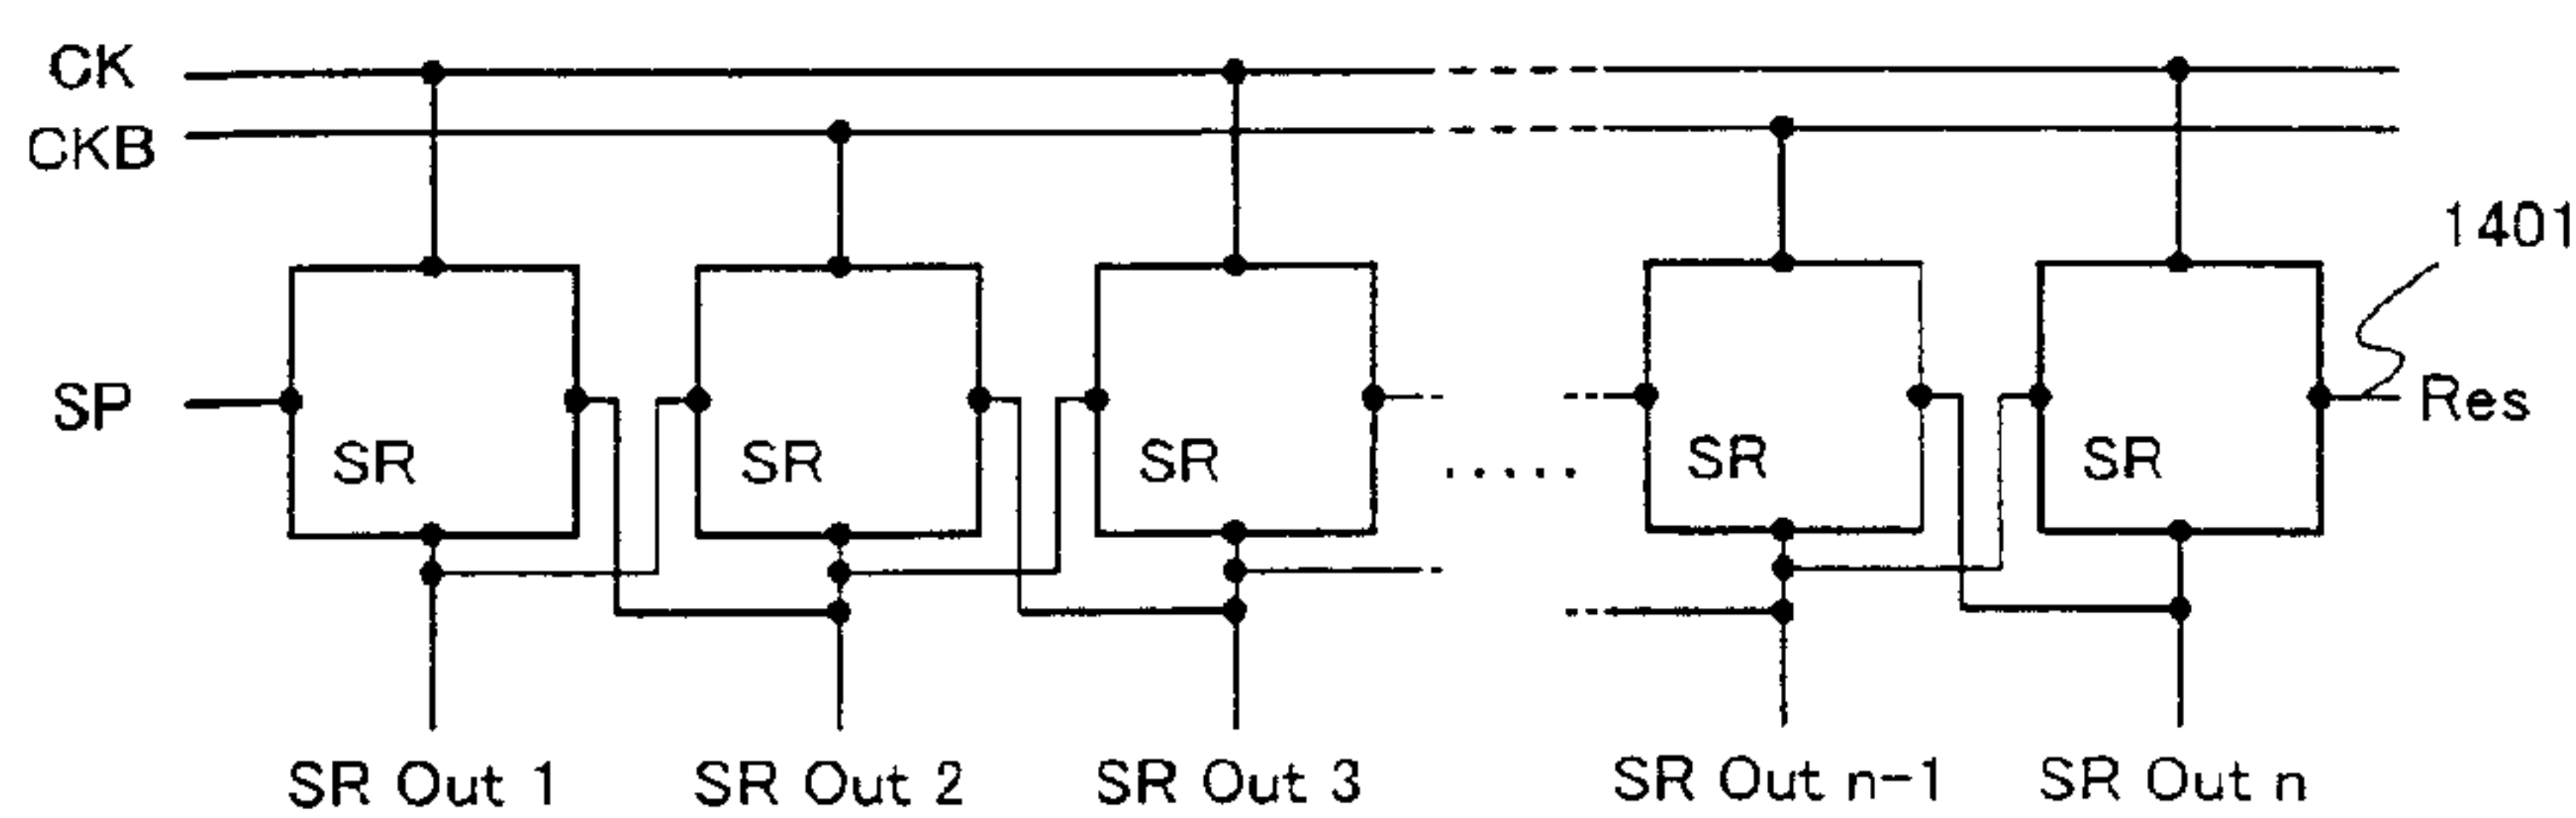 CK
CKB
1401
SP
Res
SR
SR
SR
.....
SR
SR
SR Out 1
SR Out 2
SR Out 3
SR Out n-1
SR Out n